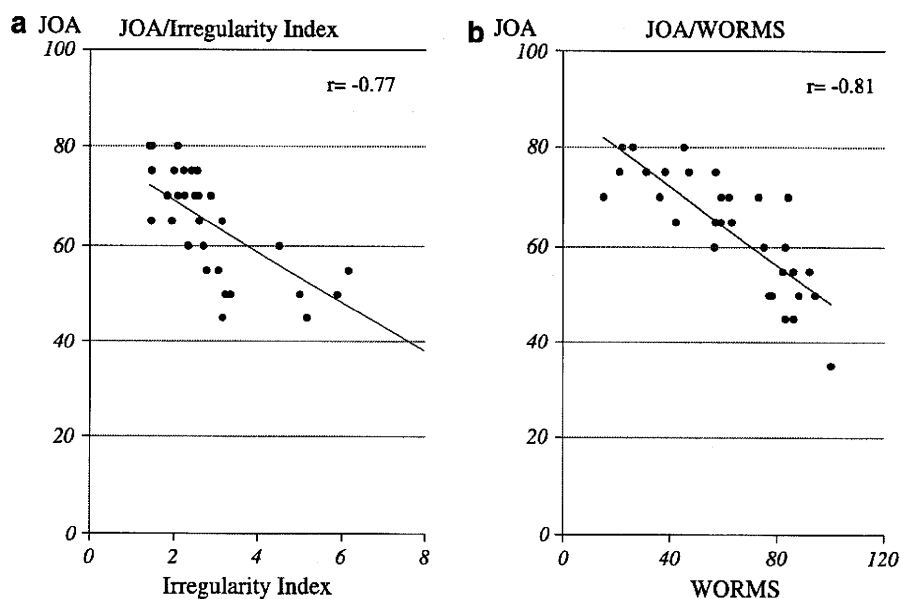 a JOA JOA/Irregularity Index
100
r= -0.77
80
60
40
20
0
0 2 4 6 8
Irregularity Index
b JOA JOA/WORMS
100
r= -0.81
80
60
40
20
0
0 40 80 120
WORMS